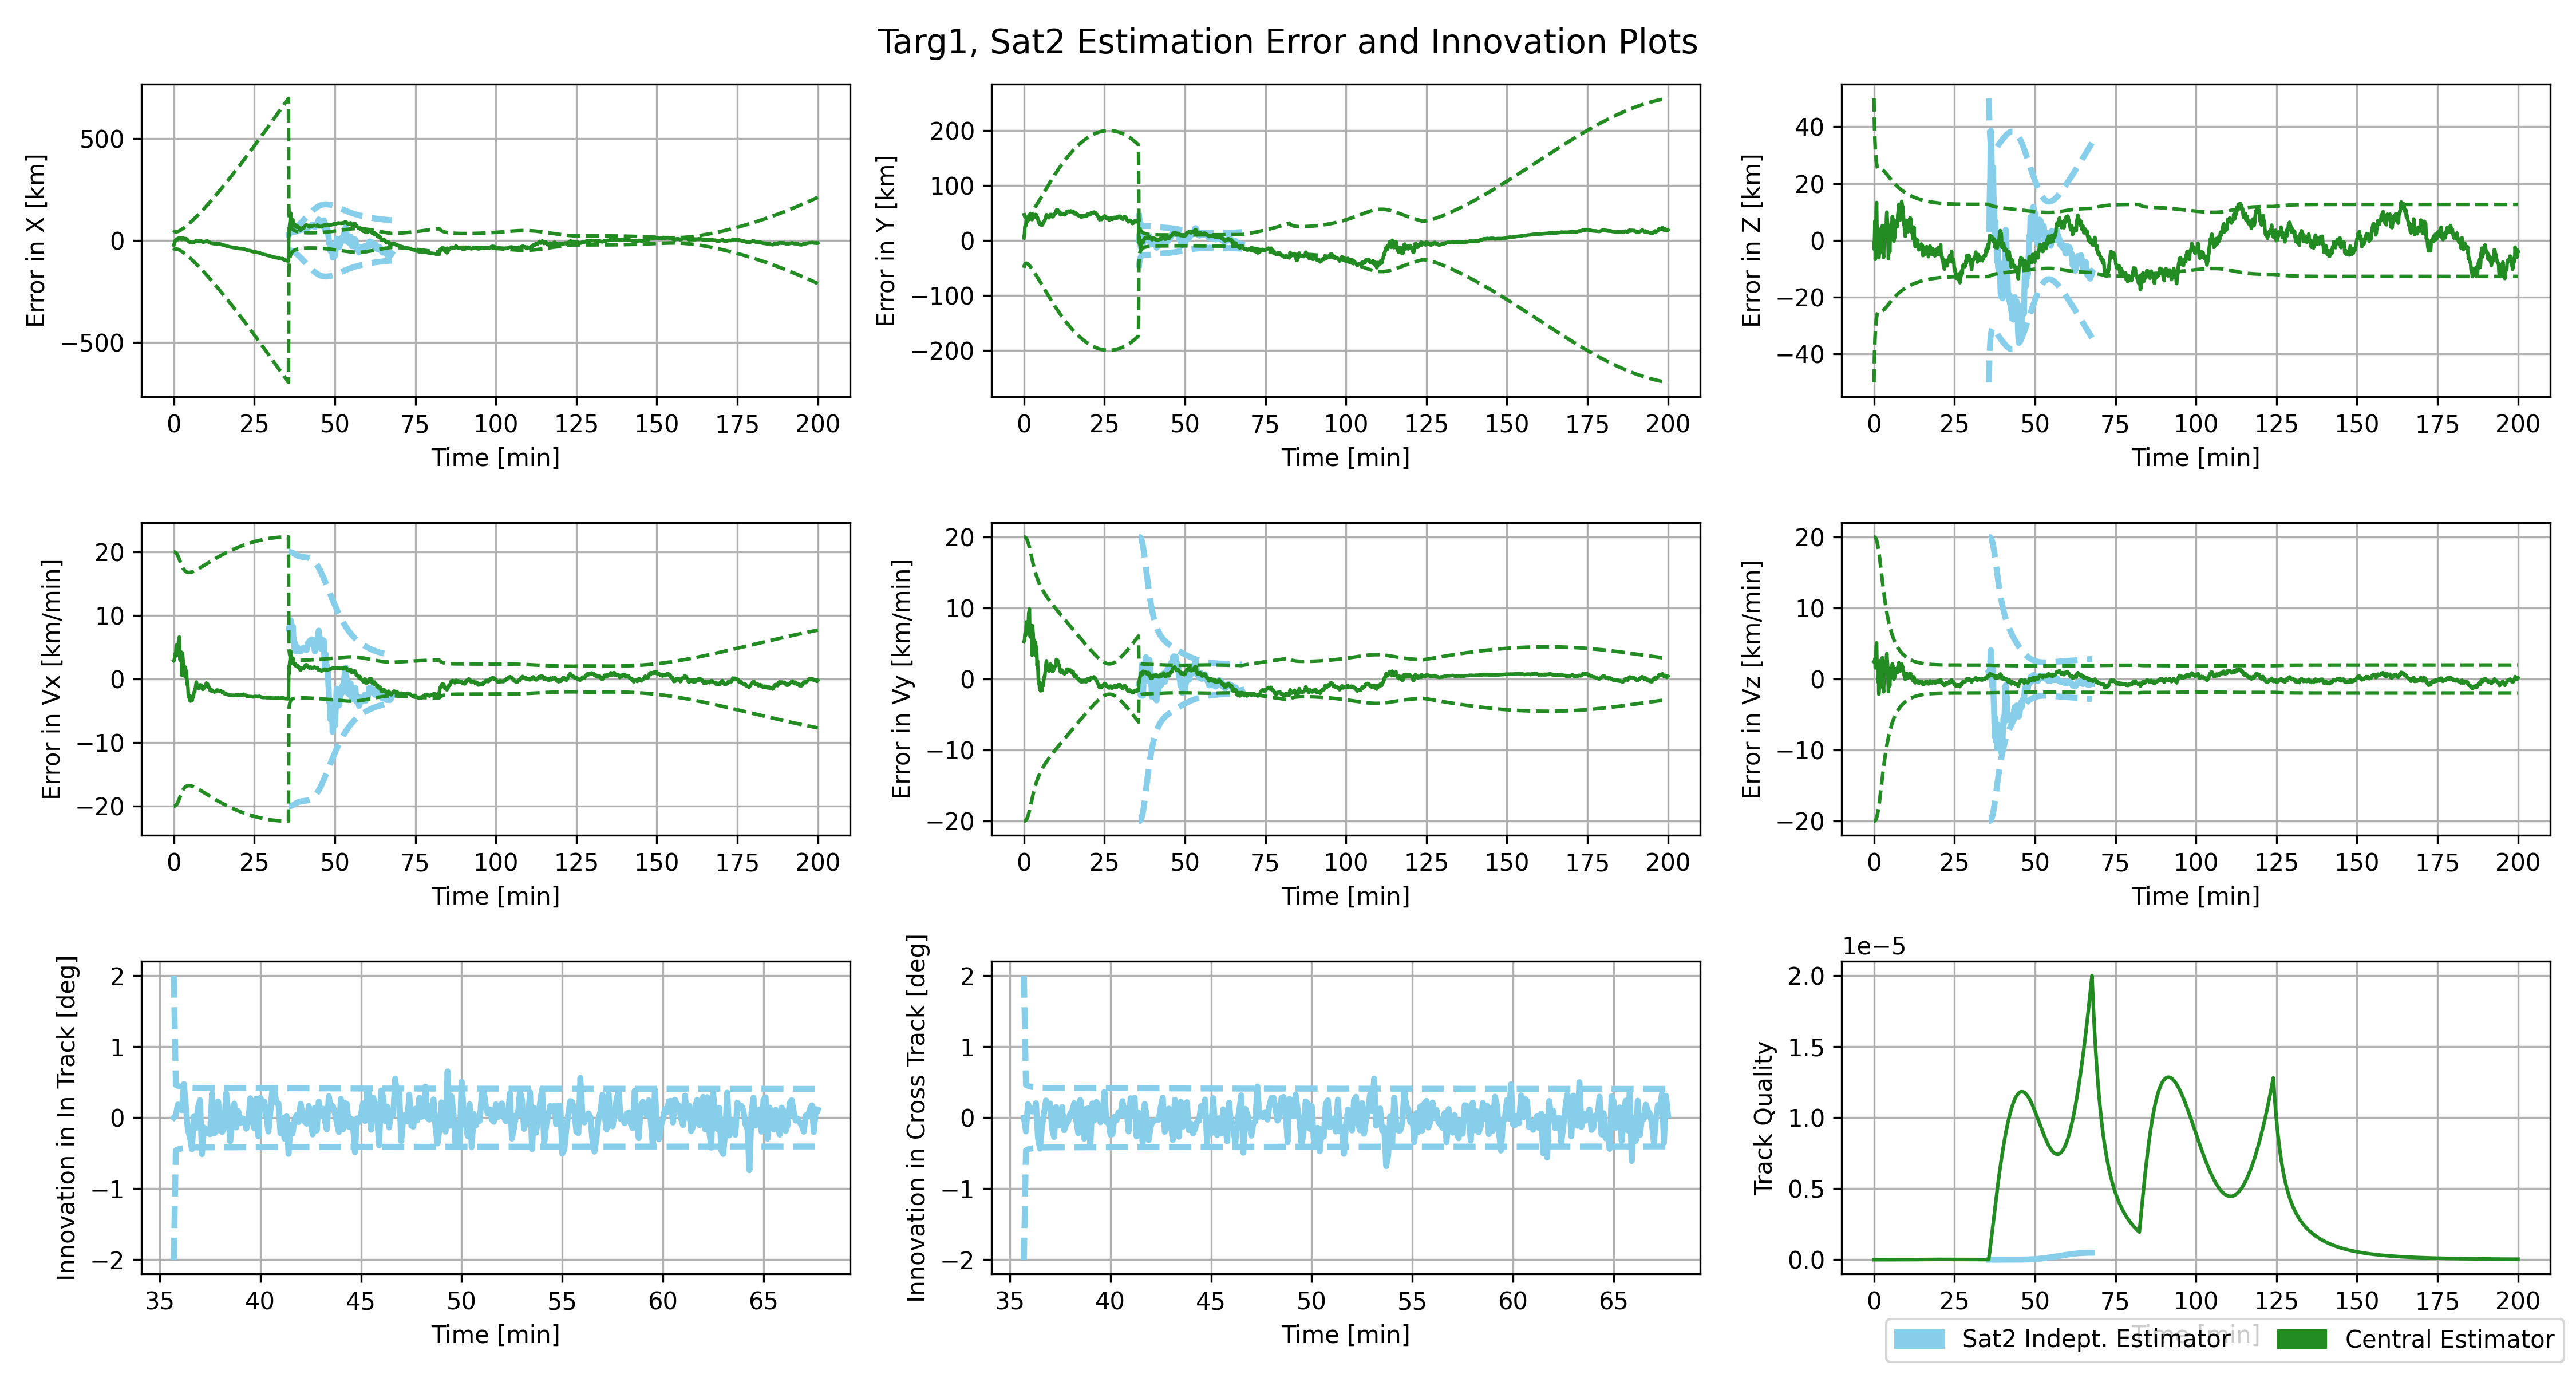 Targ1, Sat2 Estimation Error and Innovation Plots
Error in X [km]
500
0
−500
0 25 50 75 100 125 150 175 200
Time [min]
Error in Y [km]
200
100
0
−100
−200
0 25 50 75 100 125 150 175 200
Time [min]
Error in Z [km]
40
20
0
−20
−40
0 25 50 75 100 125 150 175 200
Time [min]
Error in Vx [km/min]
20
10
0
−10
−20
0 25 50 75 100 125 150 175 200
Time [min]
Error in Vy [km/min]
20
10
0
−10
−20
0 25 50 75 100 125 150 175 200
Time [min]
Error in Vz [km/min]
20
10
0
−10
−20
0 25 50 75 100 125 150 175 200
Time [min]
Innovation in In Track [deg]
2
1
0
−1
−2
35 40 45 50 55 60 65
Time [min]
Innovation in Cross Track [deg]
2
1
0
−1
−2
35 40 45 50 55 60 65
Time [min]
1e−5
Track Quality
2.0
1.5
1.0
0.5
0.0
0 25 50 75 100 125 150 175 200
Time [min]
Sat2 Indept. Estimator
Central Estimator